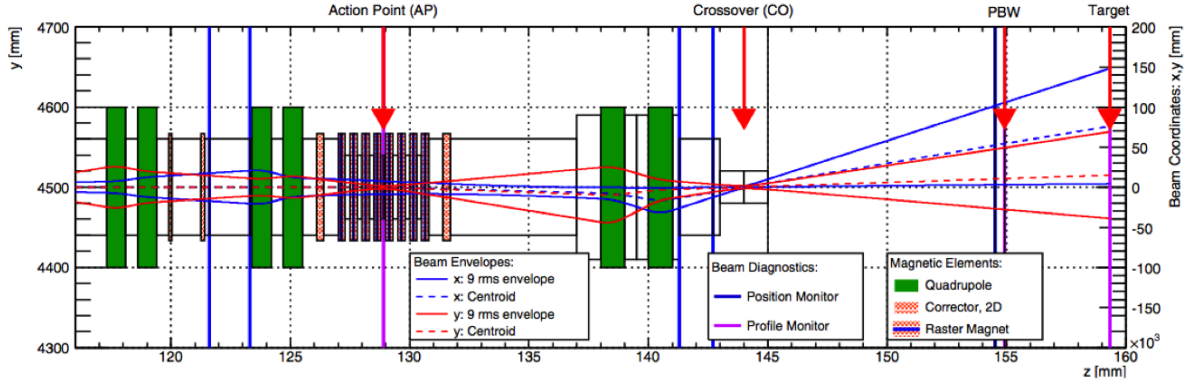 Action Point (AP) Crossover (CO) PBW Target
y [mm]
4700
4600
4500
4400
4300
200
150
100
50
0
-50
-100
-150
×10³
Beam Coordinates: x,y [mm]
Beam Envelopes:
x: 9 rms envelope
x: Centroid
y: 9 rms envelope
y: Centroid
Beam Diagnostics:
Position Monitor
Profile Monitor
Magnetic Elements:
Quadrupole
Corrector, 2D
Raster Magnet
120 125 130 135 140 145 150 155 160
z [mm]